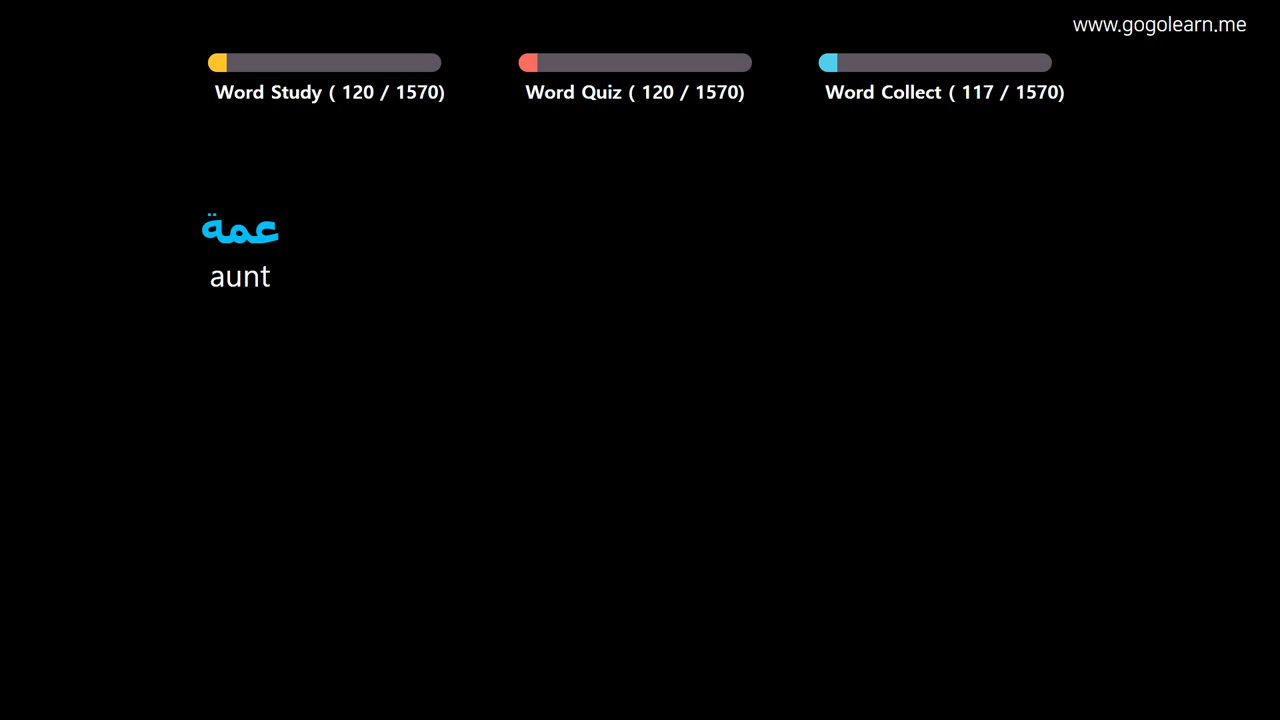 www.gogolearn.me
Word Study ( 120 / 1570)
Word Quiz ( 120 / 1570)
Word Collect ( 117 / 1570)
عمة
aunt